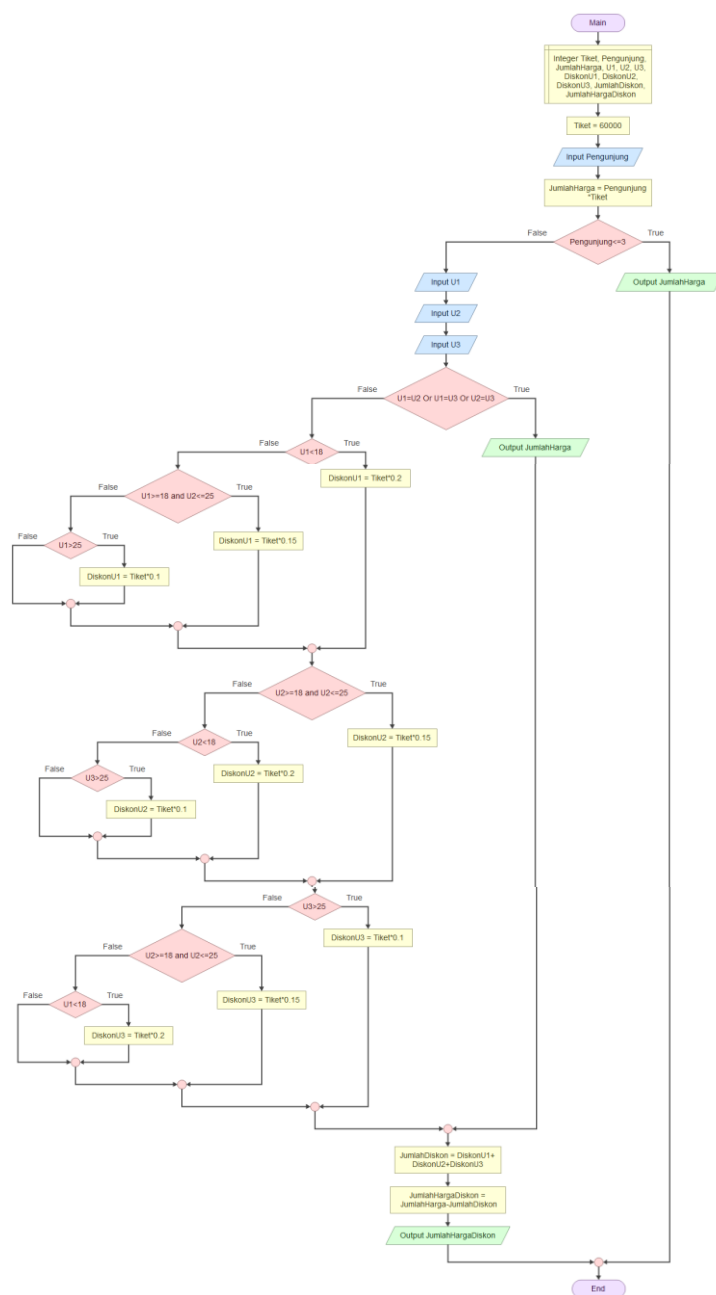 Main
Integer Tiket, Pengunjung,
JumlahHarga, U1, U2, U3,
DiskonU1, DiskonU2,
DiskonU3, JumlahDiskon,
JumlahHargaDiskon
Tiket = 60000
Input Pengunjung
JumlahHarga = Pengunjung
*Tiket
False
Pengunjung<=3
True
Input U1
Output JumlahHarga
Input U2
Input U3
False
U1=U2 Or U1=U3 Or U2=U3
True
False
U1<18
True
Output JumlahHarga
False
U1>=18 and U2<=25
True
DiskonU1 = Tiket*0.2
False
U1>25
True
DiskonU1 = Tiket*0.15
DiskonU1 = Tiket*0.1
False
U2>=18 and U2<=25
True
False
U2<18
True
DiskonU2 = Tiket*0.15
False
U3>25
True
DiskonU2 = Tiket*0.2
DiskonU2 = Tiket*0.1
False
U3>25
True
False
U2>=18 and U2<=25
True
DiskonU3 = Tiket*0.1
False
U1<18
True
DiskonU3 = Tiket*0.15
DiskonU3 = Tiket*0.2
JumlahDiskon = DiskonU1+
DiskonU2+DiskonU3
JumlahHargaDiskon =
JumlahHarga-JumlahDiskon
Output JumlahHargaDiskon
End